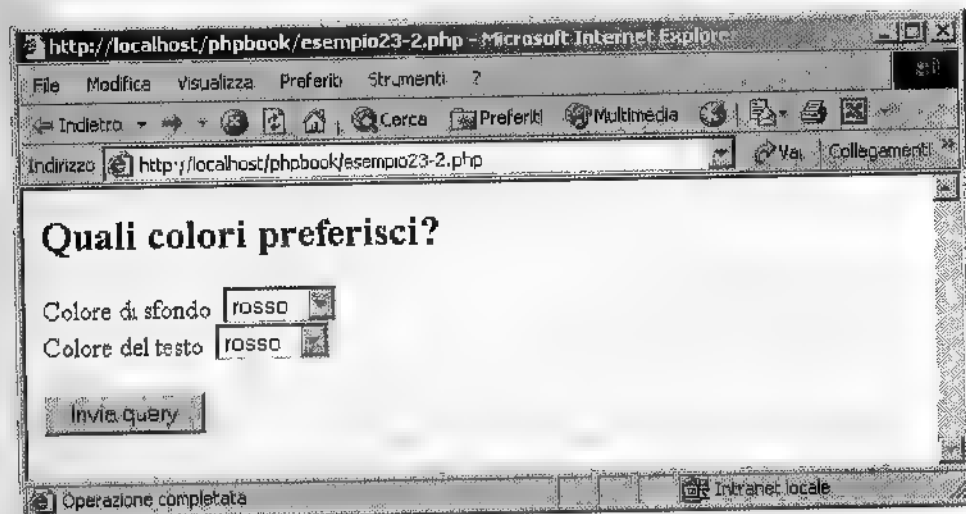 http://localhost/phpbook/esempio23-2.php - Microsoft Internet Explorer
File Modifica Visualizza Preferiti Strumenti ?
Indietro Cerca Preferiti Multimedia
Indirizzo http://localhost/phpbook/esempio23-2.php Vai Collegamenti »
Quali colori preferisci?
Colore di sfondo rosso
Colore del testo rosso
Invia query
Operazione completata Intranet locale